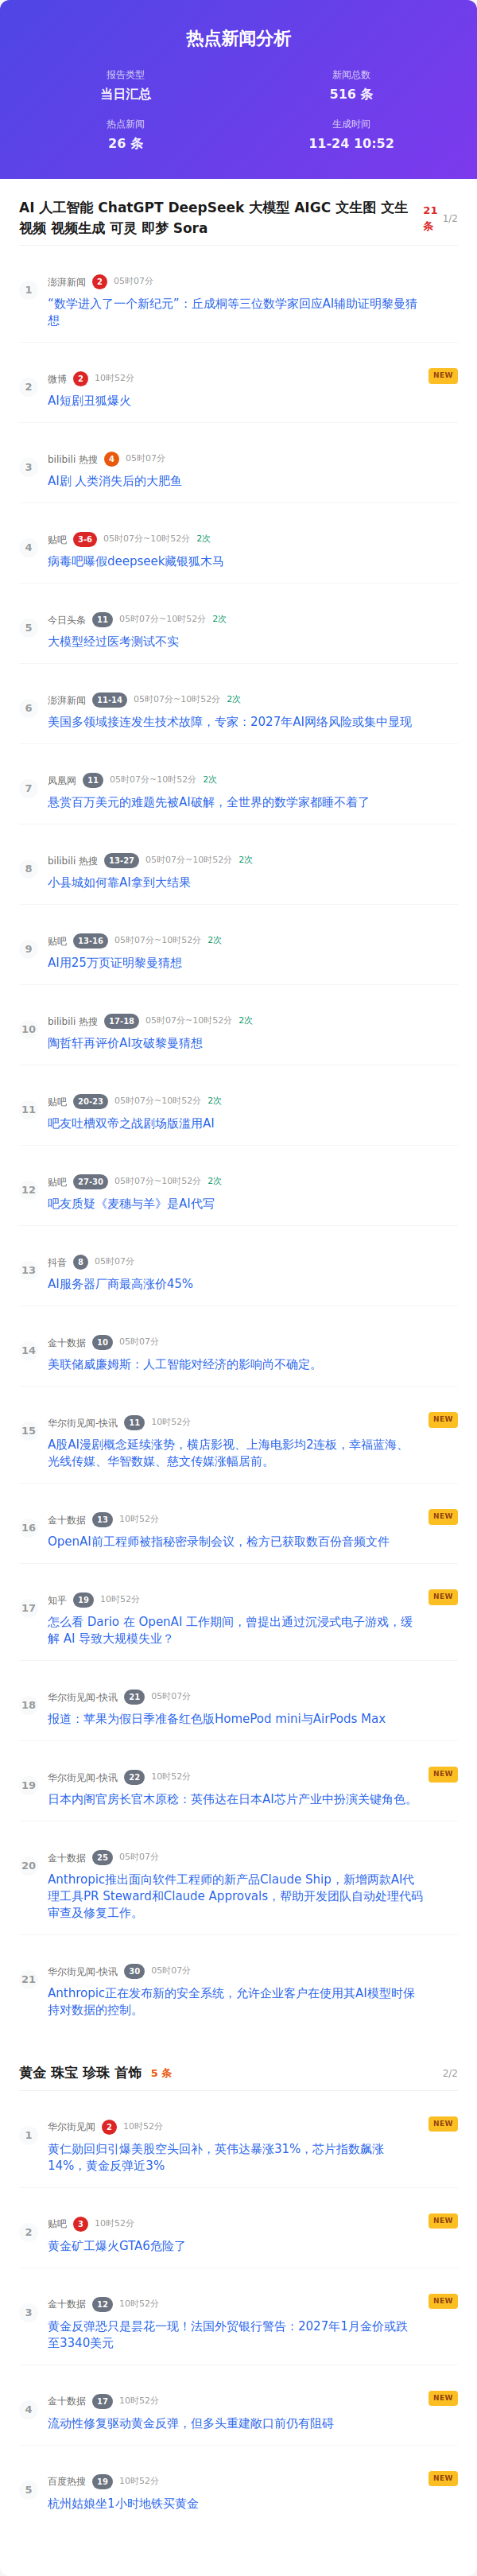 热点新闻分析
报告类型
当日汇总
新闻总数
516 条
热点新闻
26 条
生成时间
11-24 10:52
AI 人工智能 ChatGPT DeepSeek 大模型 AIGC 文生图 文生
视频 视频生成 可灵 即梦 Sora
21
条
1/2
1
澎湃新闻 2 05时07分
“数学进入了一个新纪元”：丘成桐等三位数学家回应AI辅助证明黎曼猜
想
2
微博 2 10时52分
NEW
AI短剧丑狐爆火
3
bilibili 热搜 4 05时07分
AI剧 人类消失后的大肥鱼
4
贴吧 3-6 05时07分~10时52分 2次
病毒吧曝假deepseek藏银狐木马
5
今日头条 11 05时07分~10时52分 2次
大模型经过医考测试不实
6
澎湃新闻 11-14 05时07分~10时52分 2次
美国多领域接连发生技术故障，专家：2027年AI网络风险或集中显现
7
凤凰网 11 05时07分~10时52分 2次
悬赏百万美元的难题先被AI破解，全世界的数学家都睡不着了
8
bilibili 热搜 13-27 05时07分~10时52分 2次
小县城如何靠AI拿到大结果
9
贴吧 13-16 05时07分~10时52分 2次
AI用25万页证明黎曼猜想
10
bilibili 热搜 17-18 05时07分~10时52分 2次
陶哲轩再评价AI攻破黎曼猜想
11
贴吧 20-23 05时07分~10时52分 2次
吧友吐槽双帝之战剧场版滥用AI
12
贴吧 27-30 05时07分~10时52分 2次
吧友质疑《麦穗与羊》是AI代写
13
抖音 8 05时07分
AI服务器厂商最高涨价45%
14
金十数据 10 05时07分
美联储威廉姆斯：人工智能对经济的影响尚不确定。
15
华尔街见闻-快讯 11 10时52分
NEW
A股AI漫剧概念延续涨势，横店影视、上海电影均2连板，幸福蓝海、
光线传媒、华智数媒、慈文传媒涨幅居前。
16
金十数据 13 10时52分
NEW
OpenAI前工程师被指秘密录制会议，检方已获取数百份音频文件
17
知乎 19 10时52分
NEW
怎么看 Dario 在 OpenAI 工作期间，曾提出通过沉浸式电子游戏，缓
解 AI 导致大规模失业？
18
华尔街见闻-快讯 21 05时07分
报道：苹果为假日季准备红色版HomePod mini与AirPods Max
19
华尔街见闻-快讯 22 10时52分
NEW
日本内阁官房长官木原稔：英伟达在日本AI芯片产业中扮演关键角色。
20
金十数据 25 05时07分
Anthropic推出面向软件工程师的新产品Claude Ship，新增两款AI代
理工具PR Steward和Claude Approvals，帮助开发团队自动处理代码
审查及修复工作。
21
华尔街见闻-快讯 30 05时07分
Anthropic正在发布新的安全系统，允许企业客户在使用其AI模型时保
持对数据的控制。
黄金 珠宝 珍珠 首饰 5 条
2/2
1
华尔街见闻 2 10时52分
NEW
黄仁勋回归引爆美股空头回补，英伟达暴涨31%，芯片指数飙涨
14%，黄金反弹近3%
2
贴吧 3 10时52分
NEW
黄金矿工爆火GTA6危险了
3
金十数据 12 10时52分
NEW
黄金反弹恐只是昙花一现！法国外贸银行警告：2027年1月金价或跌
至3340美元
4
金十数据 17 10时52分
NEW
流动性修复驱动黄金反弹，但多头重建敞口前仍有阻碍
5
百度热搜 19 10时52分
NEW
杭州姑娘坐1小时地铁买黄金